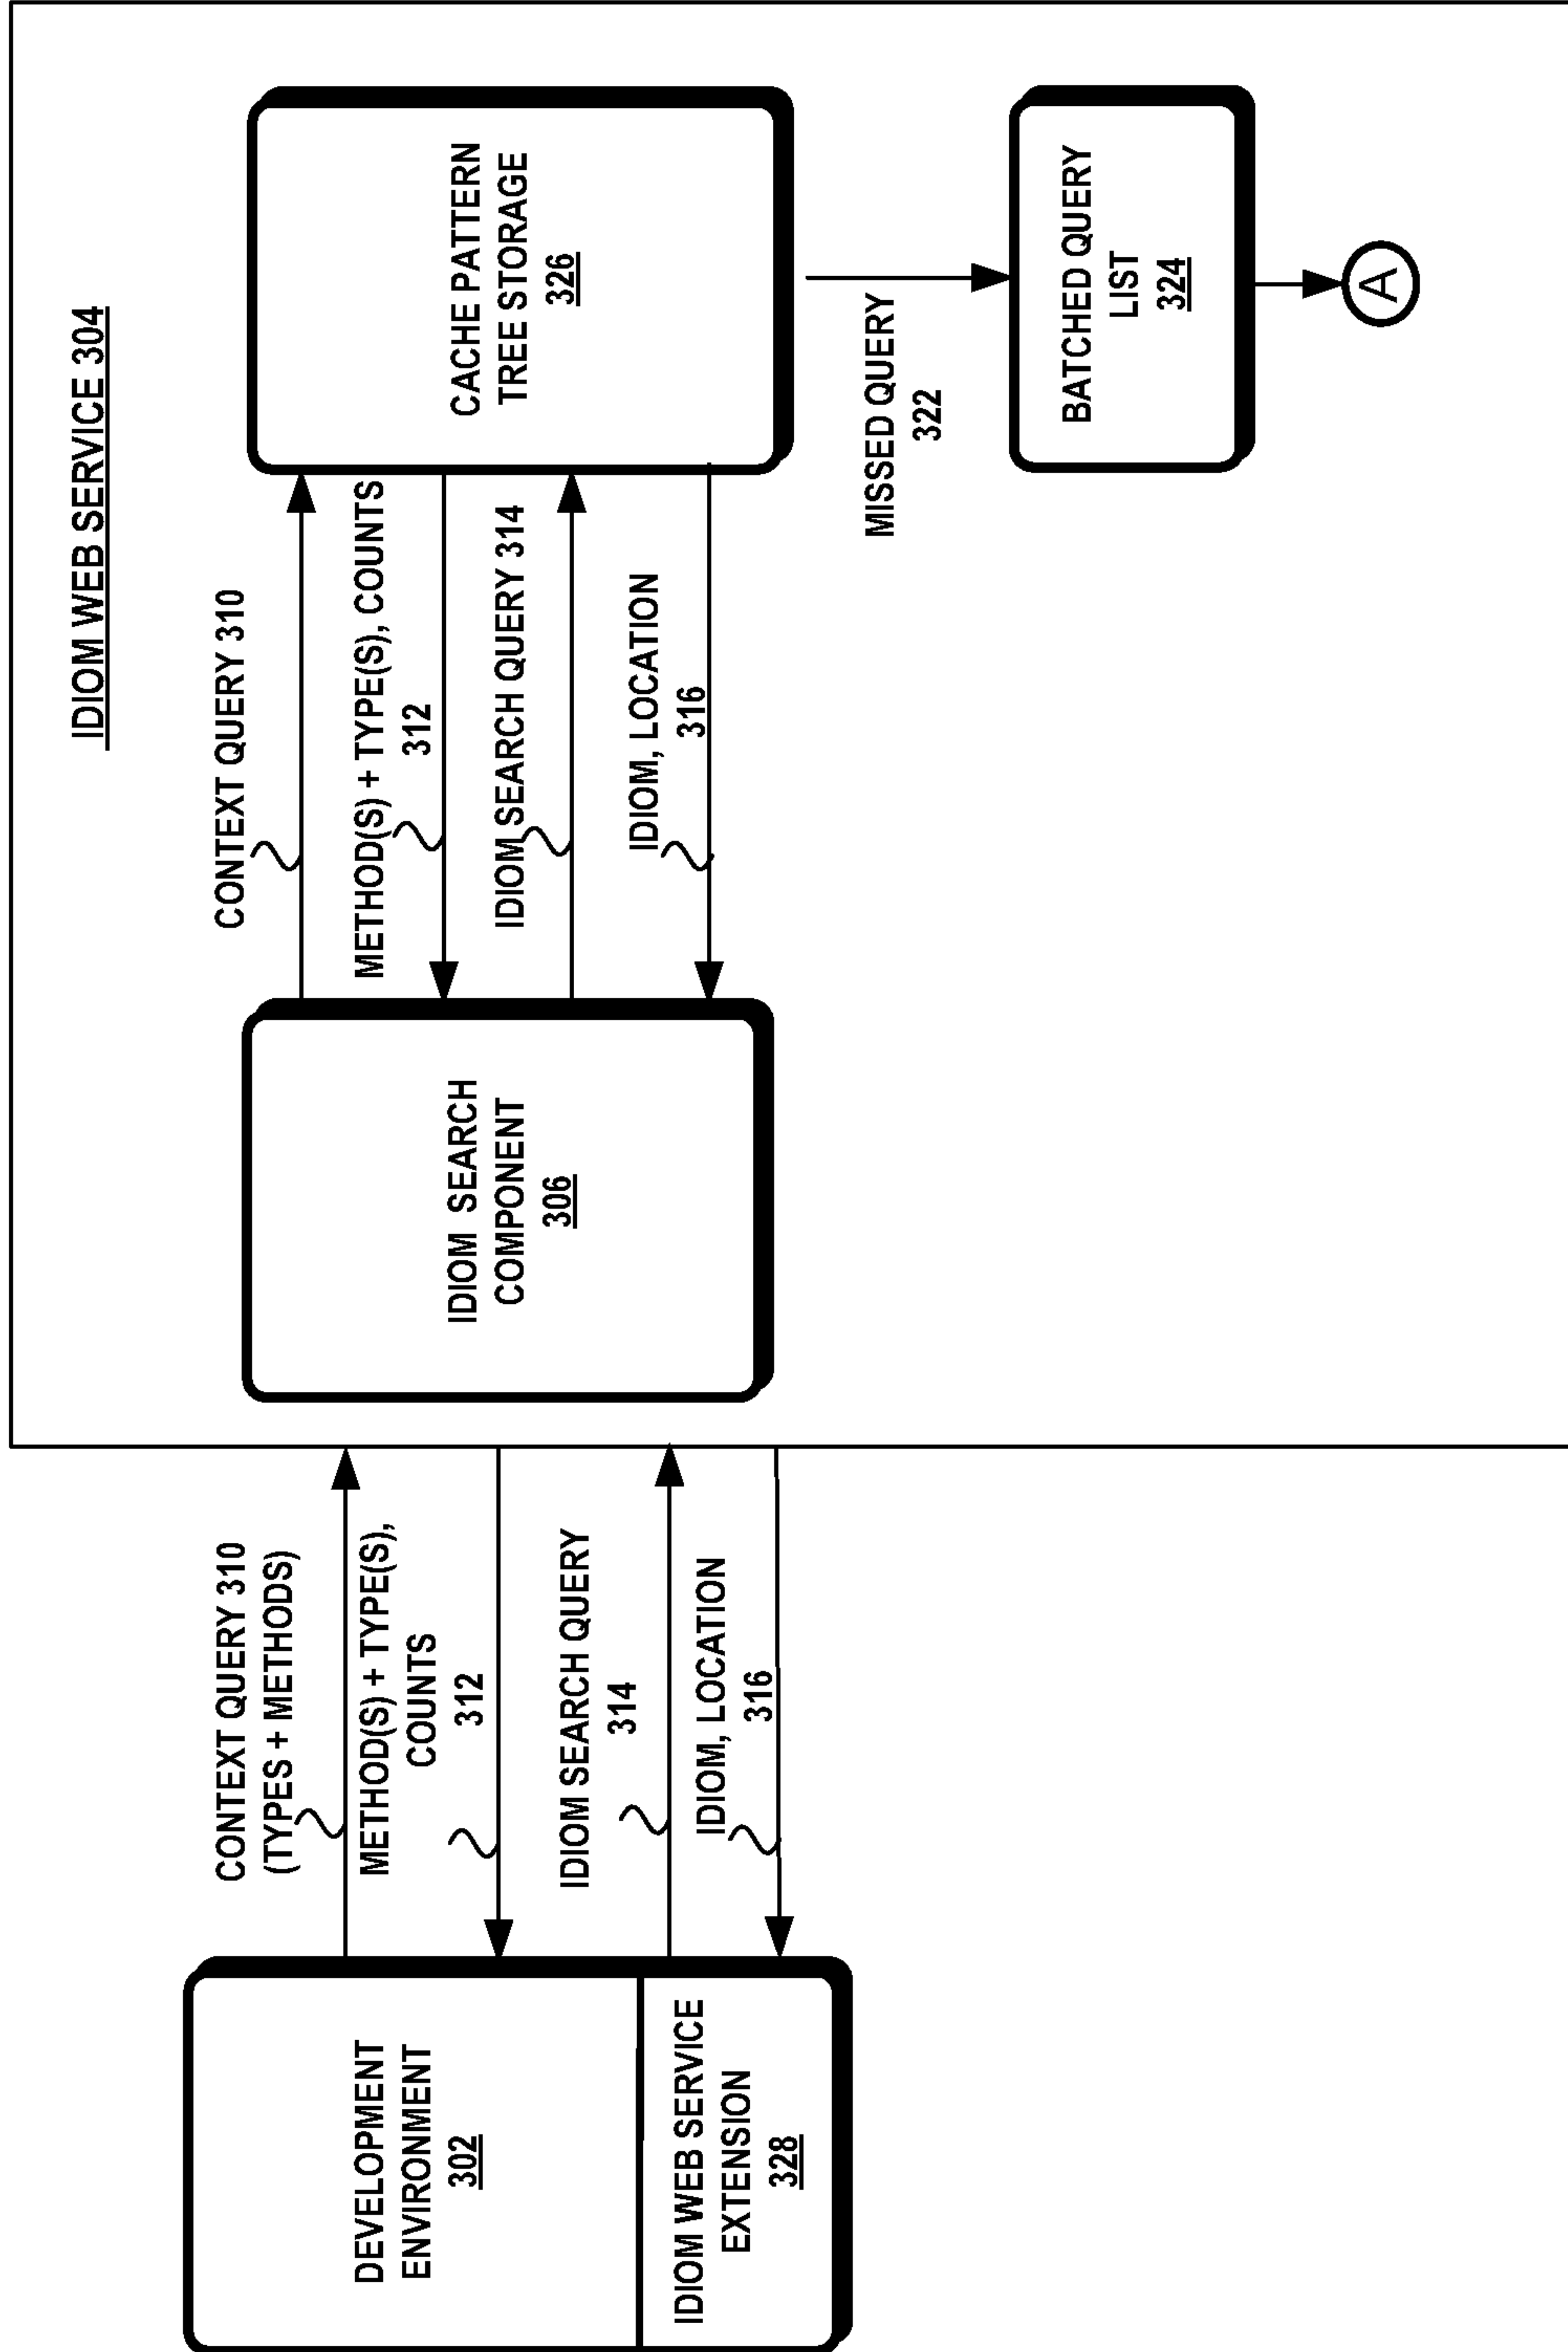 IDIOM WEB SERVICE 304
CONTEXT QUERY 310
(TYPES + METHODS)
METHOD(S) + TYPE(S),
COUNTS
312
IDIOM SEARCH QUERY
314
IDIOM, LOCATION
316
DEVELOPMENT
ENVIRONMENT
302
IDIOM WEB SERVICE
EXTENSION
328
IDIOM SEARCH
COMPONENT
306
CONTEXT QUERY 310
METHOD(S) + TYPE(S), COUNTS
312
IDIOM SEARCH QUERY 314
IDIOM, LOCATION
316
CACHE PATTERN
TREE STORAGE
326
MISSED QUERY
322
BATCHED QUERY
LIST
324
A